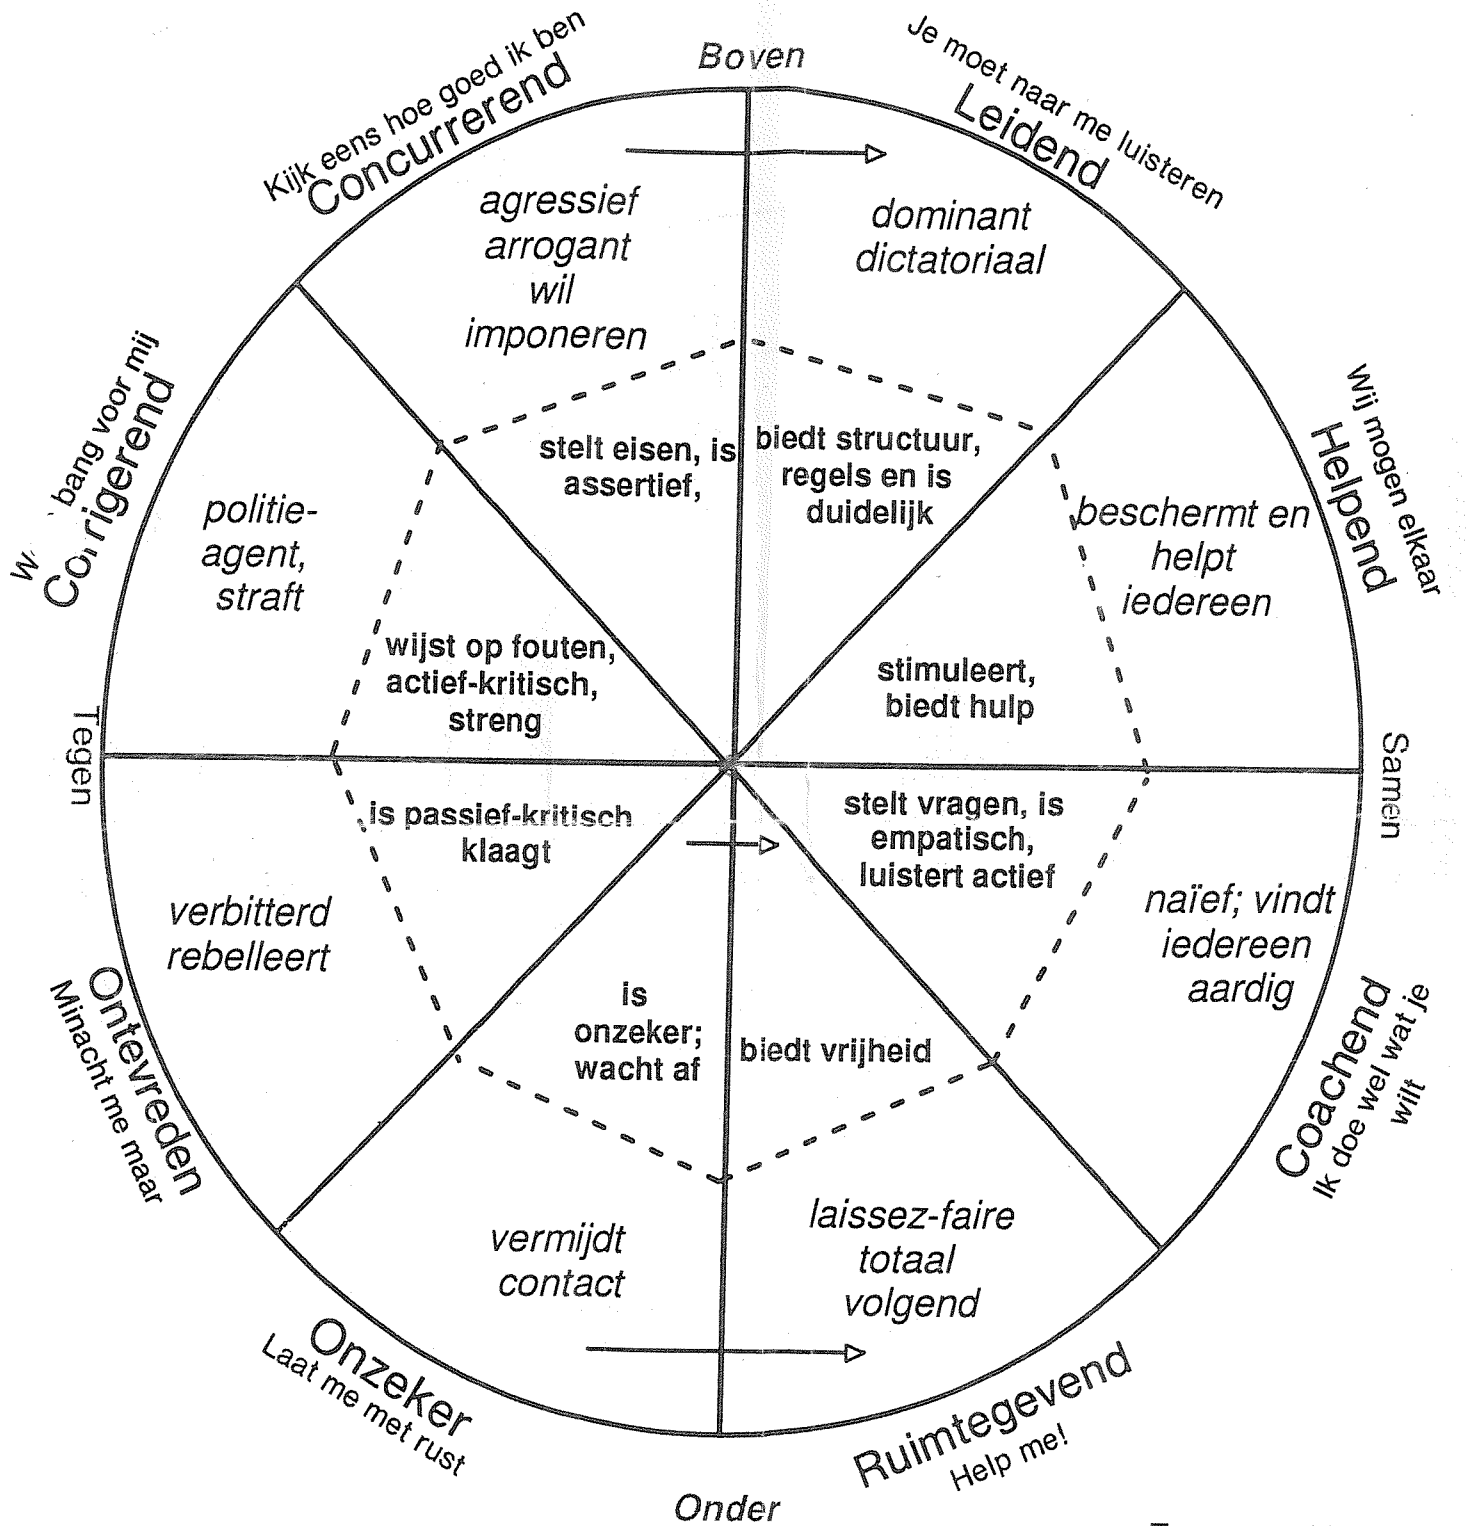 Boven
Kijk eens hoe goed ik ben
Concurrerend
Je moet naar me luisteren
Leidend
agressief
arrogant
wil
imponeren
dominant
dictatoriaal
bang voor mij
Corrigerend
Wij mogen elkaar
Helpend
stelt eisen, is
assertief,
biedt structuur,
regels en is
duidelijk
politie-
agent,
straft
beschermt en
helpt
iedereen
wijst op fouten,
actief-kritisch,
streng
stimuleert,
biedt hulp
Tegen
Samen
is passief-kritisch
klaagt
stelt vragen, is
empatisch,
luistert actief
verbitterd
rebelleert
naïef; vindt
iedereen
aardig
Ontevreden
Minacht me maar
is
onzeker;
wacht af
biedt vrijheid
Coachend
Ik doe wel wat je
wilt
vermijdt
contact
laissez-faire
totaal
volgend
Onzeker
Laat me met rust
Ruimtegevend
Help me!
Onder